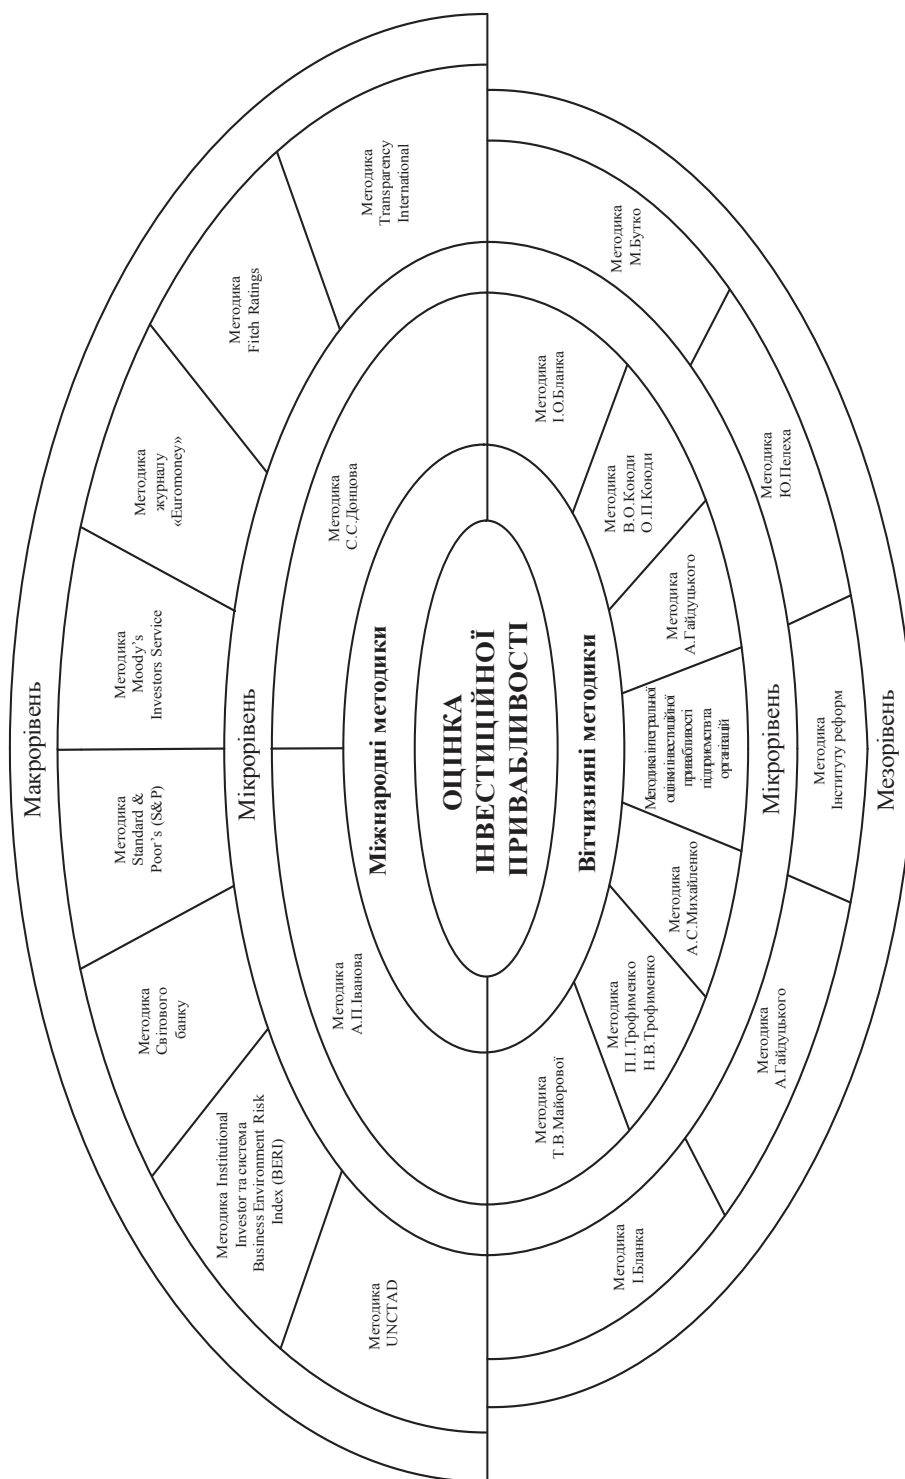 Макрорівень
Методика
UNCTAD
Методика Institutional
Investor та система
Business Environment Risk
Index (BERI)
Методика
Світового
банку
Методика
Standard &
Poor's (S&P)
Методика
Moody's
Investors Service
Методика
журналу
«Euromoney»
Методика
Fitch Ratings
Методика
Transparency
International
Мікрорівень
Методика
А.П.Іванова
Методика
С.С.Донцова
Міжнародні методики
ОЦІНКА
ІНВЕСТИЦІЙНОЇ
ПРИВАБЛИВОСТІ
Вітчизняні методики
Методика
Т.В.Майорової
Методика
П.І.Трофименко
Н.В.Трофименко
Методика
А.С.Михайленко
Методика інтегральної
оцінки інвестиційної
привабливості
підприємств та
організацій
Методика
А.Гайдуцького
Методика
В.О.Коюди
О.П.Коюди
Методика
І.О.Бланка
Мікрорівень
Методика
І.Бланка
Методика
А.Гайдуцького
Методика
Інституту реформ
Методика
Ю.Пелеха
Методика
М.Бутко
Мезорівень